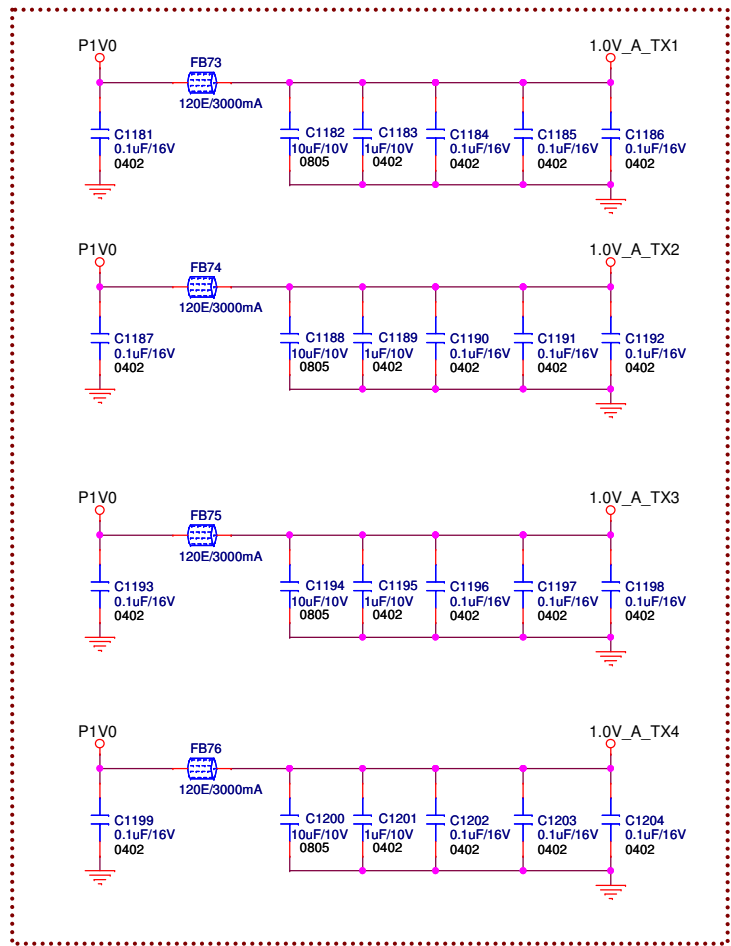 P1V0
1.0V_A_TX1
FB73
120E/3000mA
C1181
0.1uF/16V
0402
C1182
10uF/10V
0805
C1183
1uF/10V
0402
C1184
0.1uF/16V
0402
C1185
0.1uF/16V
0402
C1186
0.1uF/16V
0402
P1V0
1.0V_A_TX2
FB74
120E/3000mA
C1187
0.1uF/16V
0402
C1188
10uF/10V
0805
C1189
1uF/10V
0402
C1190
0.1uF/16V
0402
C1191
0.1uF/16V
0402
C1192
0.1uF/16V
0402
P1V0
1.0V_A_TX3
FB75
120E/3000mA
C1193
0.1uF/16V
0402
C1194
10uF/10V
0805
C1195
1uF/10V
0402
C1196
0.1uF/16V
0402
C1197
0.1uF/16V
0402
C1198
0.1uF/16V
0402
P1V0
1.0V_A_TX4
FB76
120E/3000mA
C1199
0.1uF/16V
0402
C1200
10uF/10V
0805
C1201
1uF/10V
0402
C1202
0.1uF/16V
0402
C1203
0.1uF/16V
0402
C1204
0.1uF/16V
0402